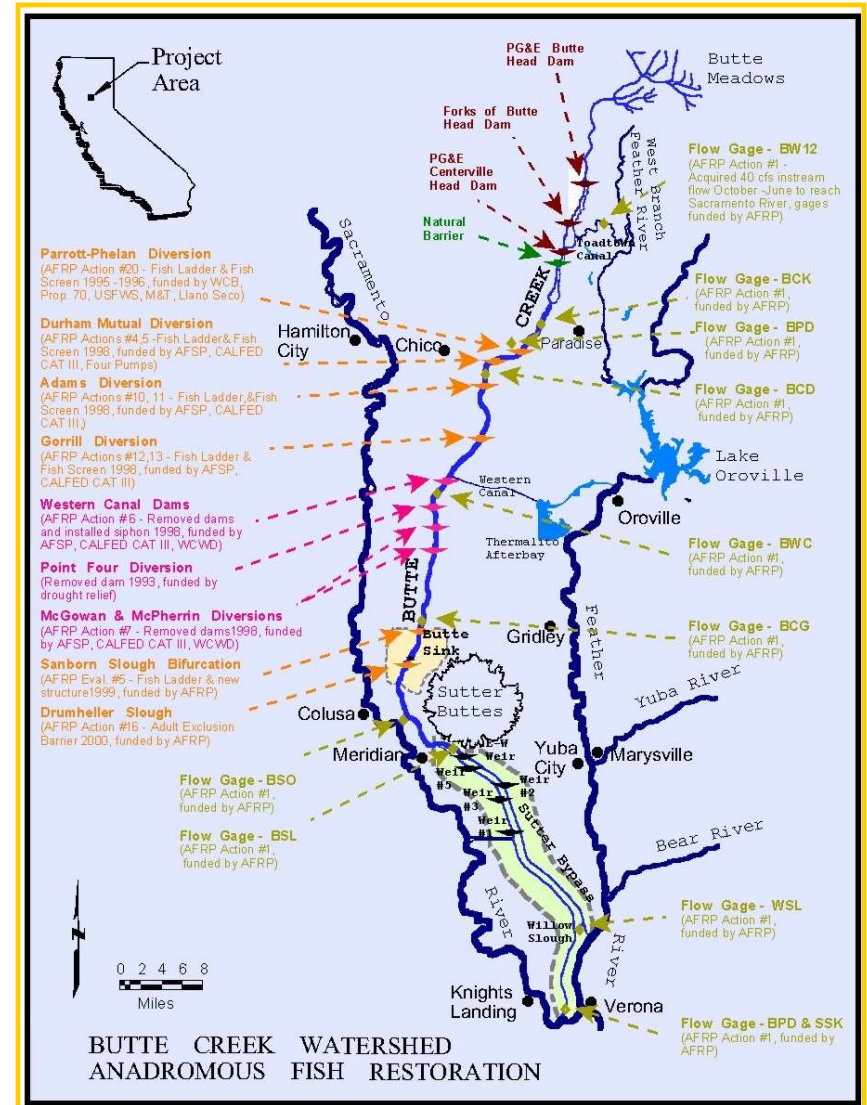 Project
Area
PG&E Butte
Head Dam
Butte
Meadows
Forks of Butte
Head Dam
PG&E
Centerville
Head Dam
Natural
Barrier
West Branch
Feather River
Flow Gage - BW12
(AFRP Action #1 -
Acquired 40 cfs instream
flow October -June to reach
Sacramento River, gages
funded by AFRP)
Toadtown
Canal
Sacramento
Parrott-Phelan Diversion
(AFRP Action #20 - Fish Ladder & Fish
Screen 1995 -1996, funded by WCB,
Prop. 70, USFWS, M&T, Llano Seco)
Durham Mutual Diversion
(AFRP Actions #4,5 -Fish Ladder& Fish
Screen 1998, funded by AFSP, CALFED
CAT III, Four Pumps)
Adams Diversion
(AFRP Actions #10, 11 - Fish Ladder,&Fish
Screen 1998, funded by AFSP, CALFED
CAT III,)
Gorrill Diversion
(AFRP Actions #12,13 - Fish Ladder &
Fish Screen 1998, funded by AFSP,
CALFED CAT III)
Western Canal Dams
(AFRP Action #6 - Removed dams
and installed siphon 1998, funded by
AFSP, CALFED CAT III, WCWD)
Point Four Diversion
(Removed dam 1993, funded by
drought relief)
McGowan & McPherrin Diversions
(AFRP Action #7 - Removed dams1998, funded
by AFSP, CALFED CAT III, WCWD)
Sanborn Slough Bifurcation
(AFRP Eval. #5 - Fish Ladder & new
structure1999, funded by AFRP)
Drumheller Slough
(AFRP Action #16 - Adult Exclusion
Barrier 2000, funded by AFRP)
Flow Gage - BSO
(AFRP Action #1,
funded by AFRP)
Flow Gage - BSL
(AFRP Action #1,
funded by AFRP)
Hamilton
City
Chico
CREEK
Paradise
Flow Gage - BCK
(AFRP Action #1,
funded by AFRP)
Flow Gage - BPD
(AFRP Action #1,
funded by AFRP)
Flow Gage - BCD
(AFRP Action #1,
funded by AFRP)
Lake
Oroville
Western
Canal
Oroville
Thermalito
Afterbay
Flow Gage - BWC
(AFRP Action #1,
funded by AFRP)
BUTTE
Flow Gage - BCG
(AFRP Action #1,
funded by AFRP)
Gridley
Feather
Butte
Sink
Sutter
Buttes
Yuba River
Colusa
Meridian
Yuba
City
Marysville
E-W
Weir
Weir
#5
Weir
#2
Weir
#3
Weir
#1
Sutter Bypass
Bear River
River
Willow
Slough
River
Flow Gage - WSL
(AFRP Action #1,
funded by AFRP)
N
0 2 4 6 8
Miles
Knights
Landing
Verona
Flow Gage - BPD & SSK
(AFRP Action #1, funded by
AFRP)
BUTTE CREEK WATERSHED
ANADROMOUS FISH RESTORATION